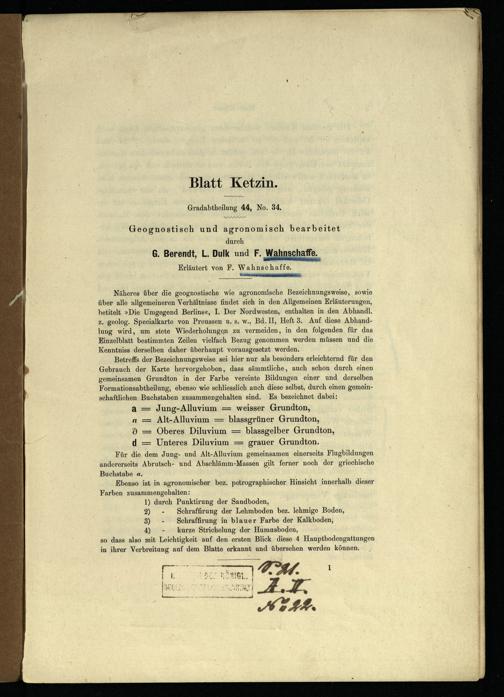 Blatt Ketzin.
Gradabtheilung 44, No. 34.
Geognostisch und agronomisch bearbeitet
durch
G. Berendt, L. Dulk und F. Wahnschaffe.
Erläutert von F. Wahnschaffe.
Näheres über die geognostische wie agronomische Bezeichnungsweise, sowie
über alle allgemeineren Verhältnisse findet sich in den Allgemeinen Erläuterungen,
betitelt »Die Umgegend Berlins«, I. Der Nordwesten, enthalten in den Abhandl.
z. geolog. Specialkarte von Preussen u. s. w., Bd. II, Heft 3. Auf diese Abhand-
lung wird, um stete Wiederholungen zu vermeiden, in den folgenden für das
Einzelblatt bestimmten Zeilen vielfach Bezug genommen werden müssen und die
Kenntniss derselben daher überhaupt vorausgesetzt werden.
Betreffs der Bezeichnungsweise sei hier nur als besonders erleichternd für den
Gebrauch der Karte hervorgehoben, dass sämmtliche, auch schon durch einen
gemeinsamen Grundton in der Farbe vereinte Bildungen einer und derselben
Formationsabtheilung, ebenso wie schliesslich auch diese selbst, durch einen gemein-
schaftlichen Buchstaben zusammengehalten sind. Es bezeichnet dabei:
a = Jung-Alluvium = weisser Grundton,
a = Alt-Alluvium = blassgrüner Grundton,
∂ = Oberes Diluvium = blassgelber Grundton,
d = Unteres Diluvium = grauer Grundton.
Für die dem Jung- und Alt-Alluvium gemeinsamen einerseits Flugbildungen
andererseits Abrutsch- und Abschlämm-Massen gilt ferner noch der griechische
Buchstabe α.
Ebenso ist in agronomischer bez. petrographischer Hinsicht innerhalb dieser
Farben zusammengehalten:
1) durch Punktirung der Sandboden,
2) - Schraffirung der Lehmboden bez. lehmige Boden,
3) - Schraffirung in blauer Farbe der Kalkboden,
4) - kurze Strichelung der Humusboden,
so dass also mit Leichtigkeit auf den ersten Blick diese 4 Hauptbodengattungen
in ihrer Verbreitung auf dem Blatte erkannt und übersehen werden können.
1
A. II.
No 22.